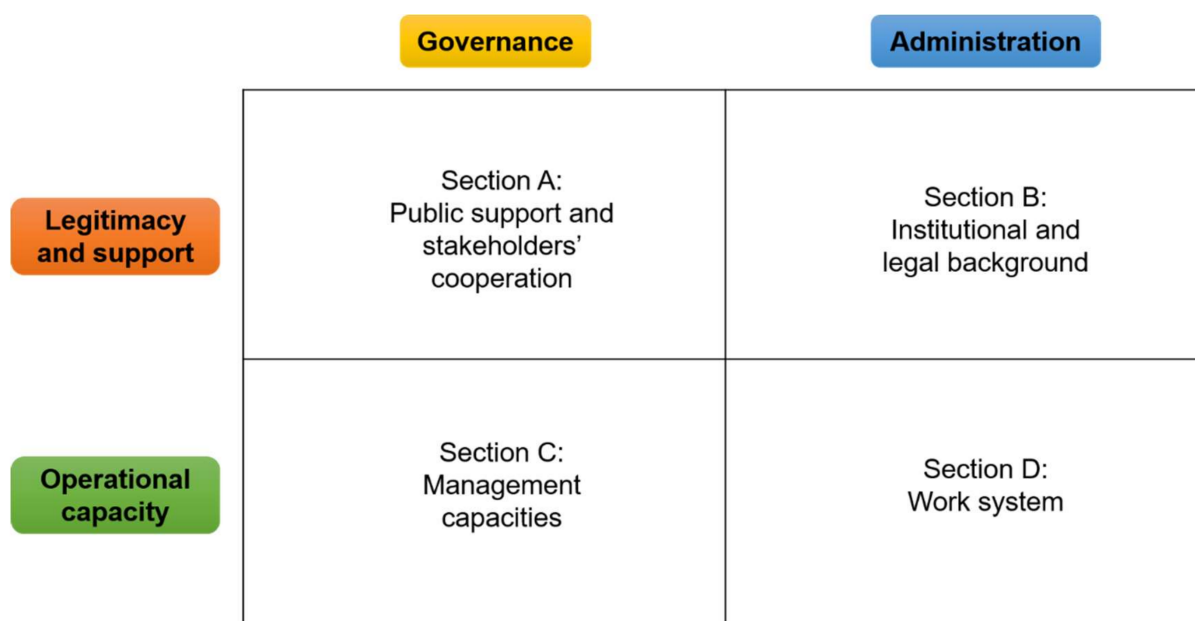 Governance
Administration
Legitimacy
and support
Section A:
Public support and
stakeholders’
cooperation
Section B:
Institutional and
legal background
Operational
capacity
Section C:
Management
capacities
Section D:
Work system